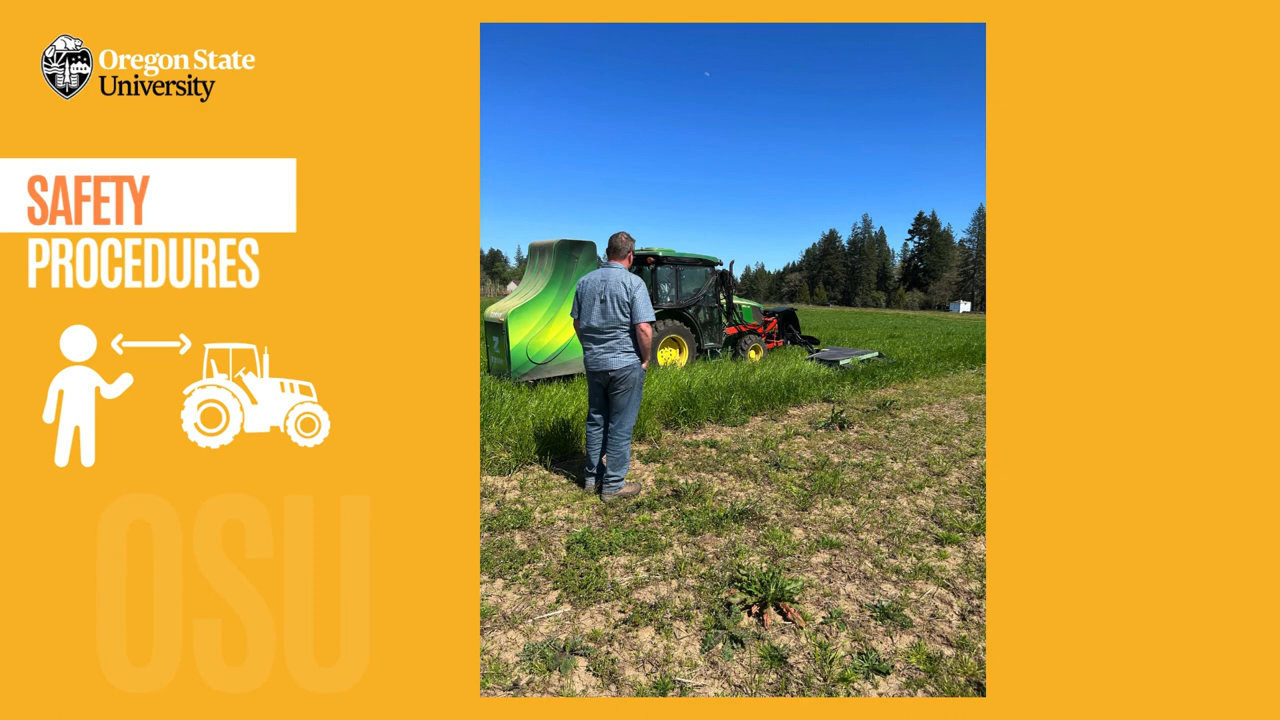 Oregon State
University
SAFETY
PROCEDURES
OSU